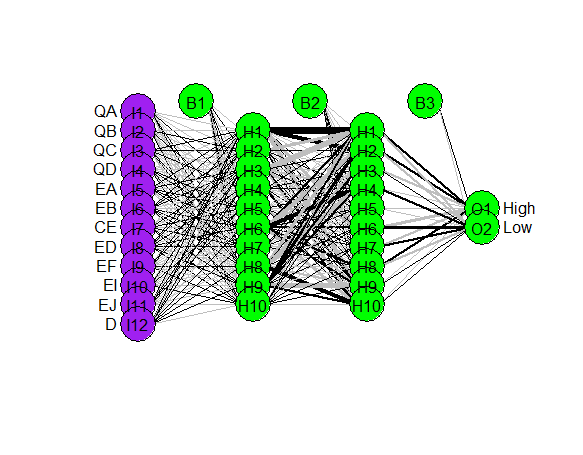 B1 B2 B3
QA I1
QB I2 H1 H1
QC I3 H2 H2
QD I4 H3 H3
EA I5 H4 H4
EB I6 H5 H5 O1 High
CE I7 H6 H6 O2 Low
ED I8 H7 H7
EF I9 H8 H8
EI I10 H9 H9
EJ I11 H10 H10
D I12